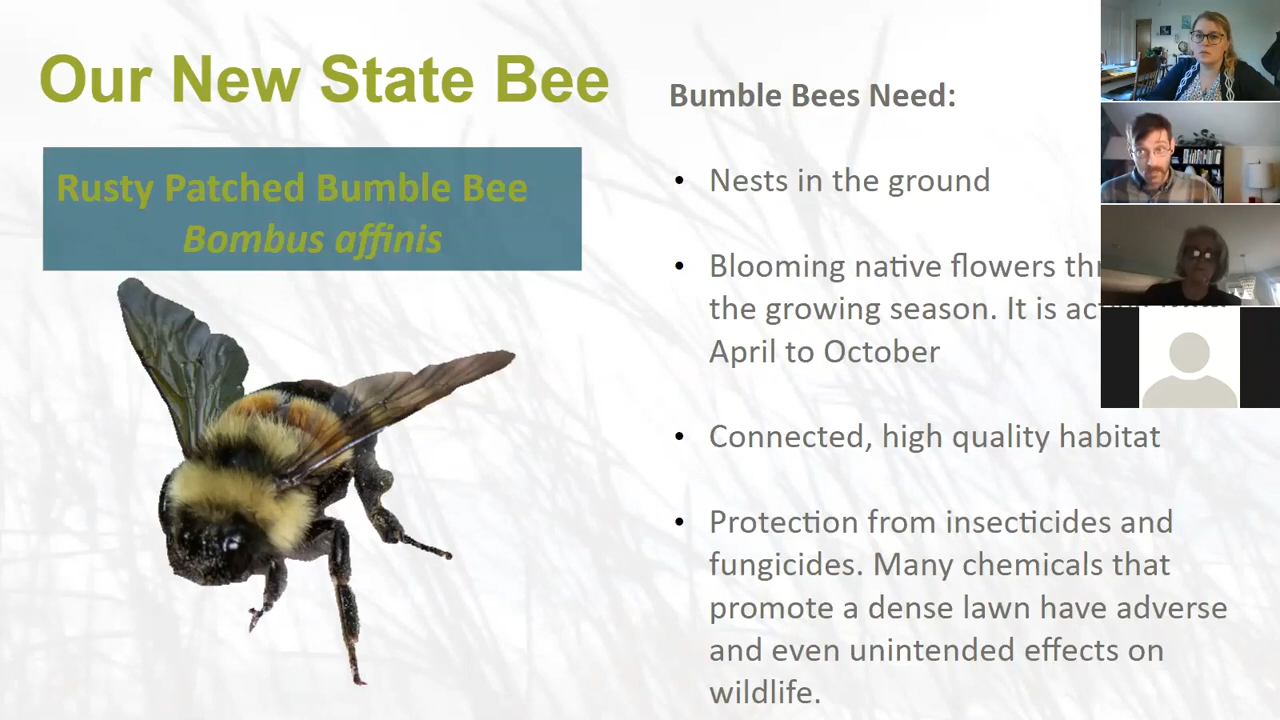 Our New State Bee
Rusty Patched Bumble Bee
Bombus affinis
Bumble Bees Need:
• Nests in the ground
• Blooming native flowers
the growing season. It is
April to October
• Connected, high quality habitat
• Protection from insecticides and
fungicides. Many chemicals that
promote a dense lawn have adverse
and even unintended effects on
wildlife.